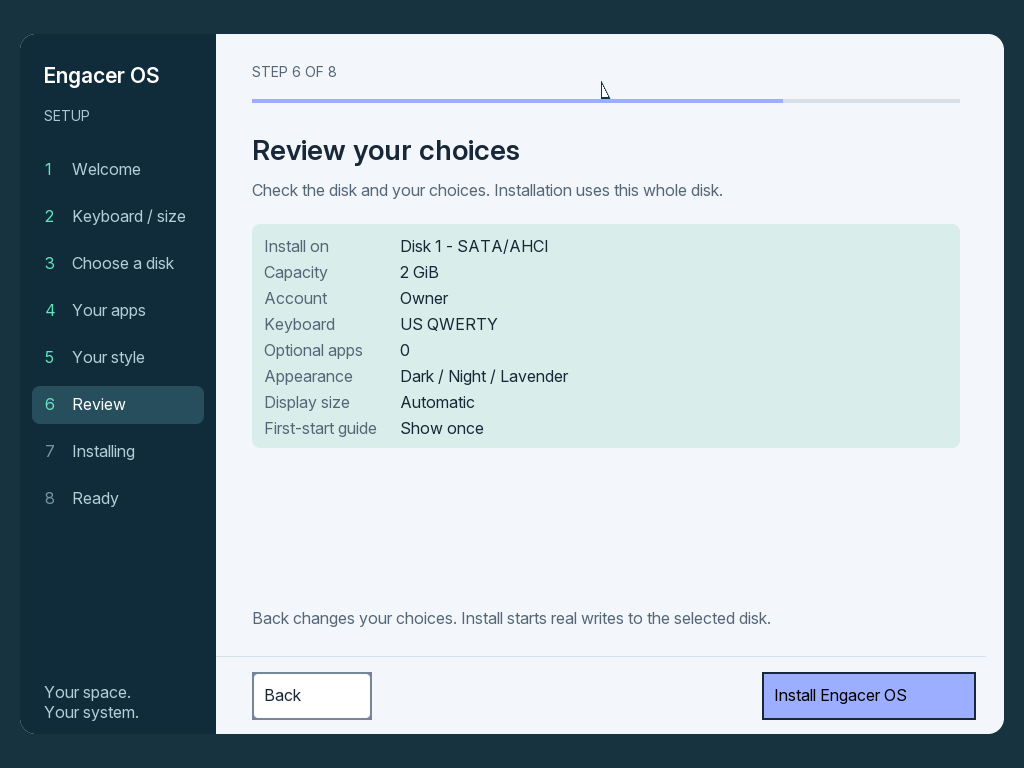 Engacer OS
SETUP
1 Welcome
2 Keyboard / size
3 Choose a disk
4 Your apps
5 Your style
6 Review
7 Installing
8 Ready
Your space.
Your system.
STEP 6 OF 8
Review your choices
Check the disk and your choices. Installation uses this whole disk.
Install on Disk 1 - SATA/AHCI
Capacity 2 GiB
Account Owner
Keyboard US QWERTY
Optional apps 0
Appearance Dark / Night / Lavender
Display size Automatic
First-start guide Show once
Back changes your choices. Install starts real writes to the selected disk.
Back
Install Engacer OS